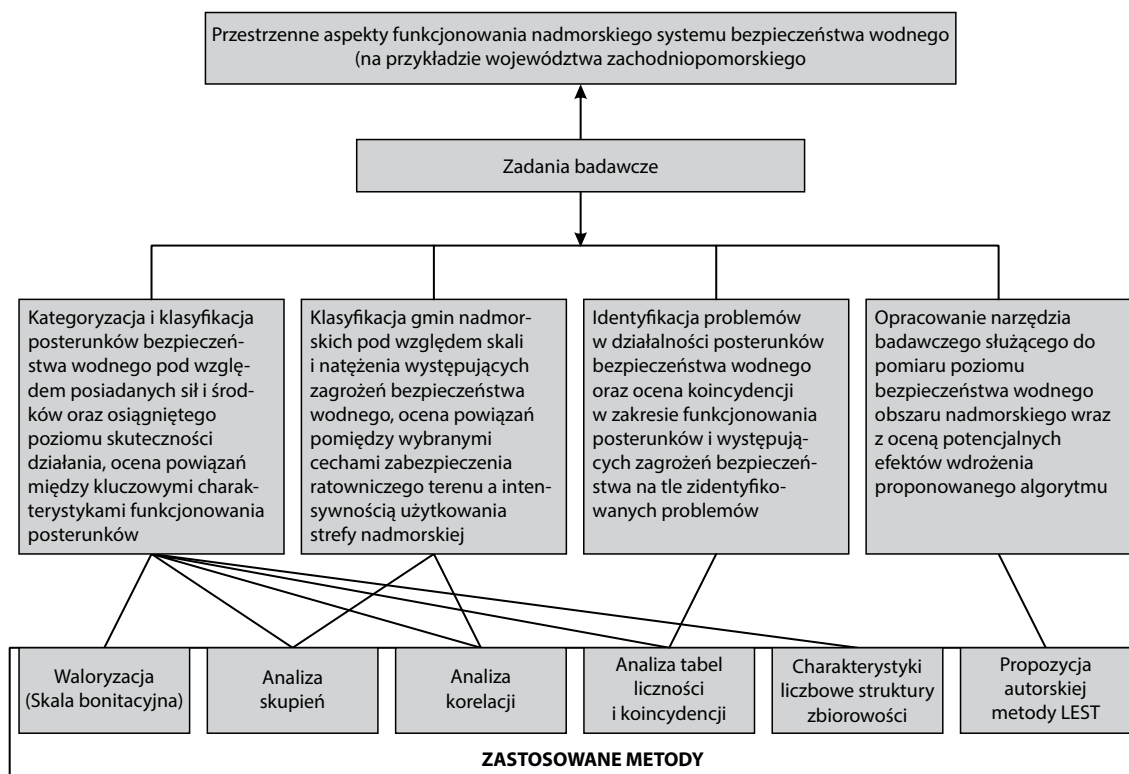 Przestrzenne aspekty funkcjonowania nadmorskiego systemu bezpieczeństwa wodnego
(na przykładzie województwa zachodniopomorskiego
Zadania badawcze
Kategoryzacja i klasyfikacja
posterunków bezpieczeń-
stwa wodnego pod wzglę-
dem posiadanych sił i środ-
ków oraz osiągniętego
poziomu skuteczności
działania, ocena powiązań
między kluczowymi charak-
terystykami funkcjonowania
posterunków
Klasyfikacja gmin nadmor-
skich pod względem skali
i natężenia występujących
zagrożeń bezpieczeństwa
wodnego, ocena powiązań
pomiędzy wybranymi
cechami zabezpieczenia
ratowniczego terenu a inten-
sywnością użytkowania
strefy nadmorskiej
Identyfikacja problemów
w działalności posterunków
bezpieczeństwa wodnego
oraz ocena koincydencji
w zakresie funkcjonowania
posterunków i występują-
cych zagrożeń bezpieczeń-
stwa na tle zidentyfiko-
wanych problemów
Opracowanie narzędzia
badawczego służącego do
pomiaru poziomu
bezpieczeństwa wodnego
obszaru nadmorskiego wraz
z oceną potencjalnych
efektów wdrożenia
proponowanego algorytmu
Waloryzacja
(Skala bonitacyjna)
Analiza
skupień
Analiza
korelacji
Analiza tabel
liczności
i koincydencji
Charakterystyki
liczbowe struktury
zbiorowości
Propozycja
autorskiej
metody LEST
ZASTOSOWANE METODY